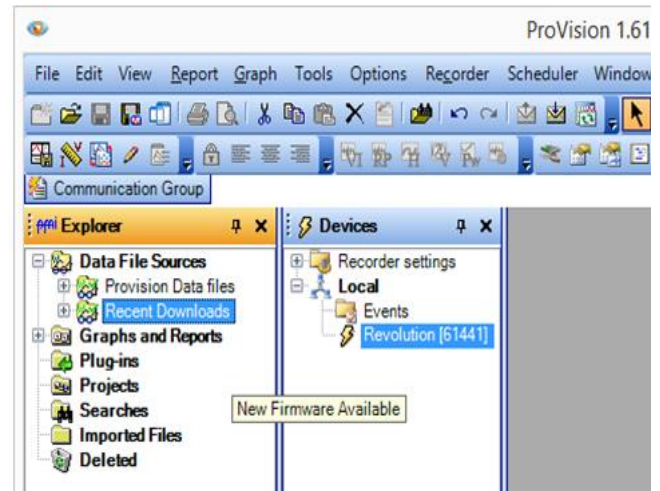 ProVision 1.61
File Edit View Report Graph Tools Options Recorder Scheduler Window
Communication Group
Explorer
Data File Sources
Provision Data files
Recent Downloads
Graphs and Reports
Plug-ins
Projects
Searches
Imported Files
Deleted
Devices
Recorder settings
Local
Events
Revolution [61441]
New Firmware Available